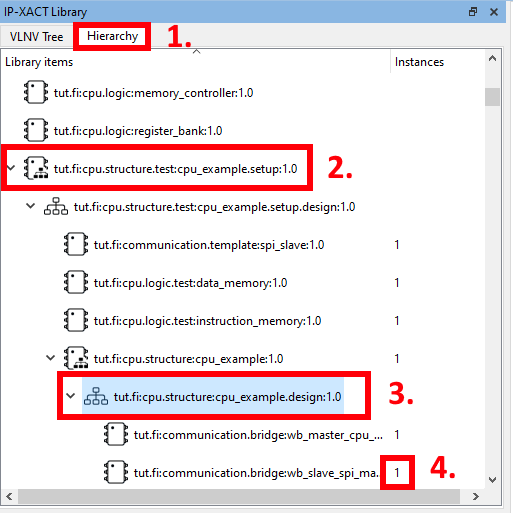 IP-XACT Library
VLNV Tree Hierarchy 1.
Library items Instances
tut.fi:cpu.logic:memory_controller:1.0
tut.fi:cpu.logic:register_bank:1.0
tut.fi:cpu.structure.test:cpu_example.setup:1.0 2.
tut.fi:cpu.structure.test:cpu_example.setup.design:1.0
tut.fi:communication.template:spi_slave:1.0 1
tut.fi:cpu.logic.test:data_memory:1.0 1
tut.fi:cpu.logic.test:instruction_memory:1.0 1
tut.fi:cpu.structure:cpu_example:1.0 1
tut.fi:cpu.structure:cpu_example.design:1.0 3.
tut.fi:communication.bridge:wb_master_cpu_... 1
tut.fi:communication.bridge:wb_slave_spi_ma... 1 4.